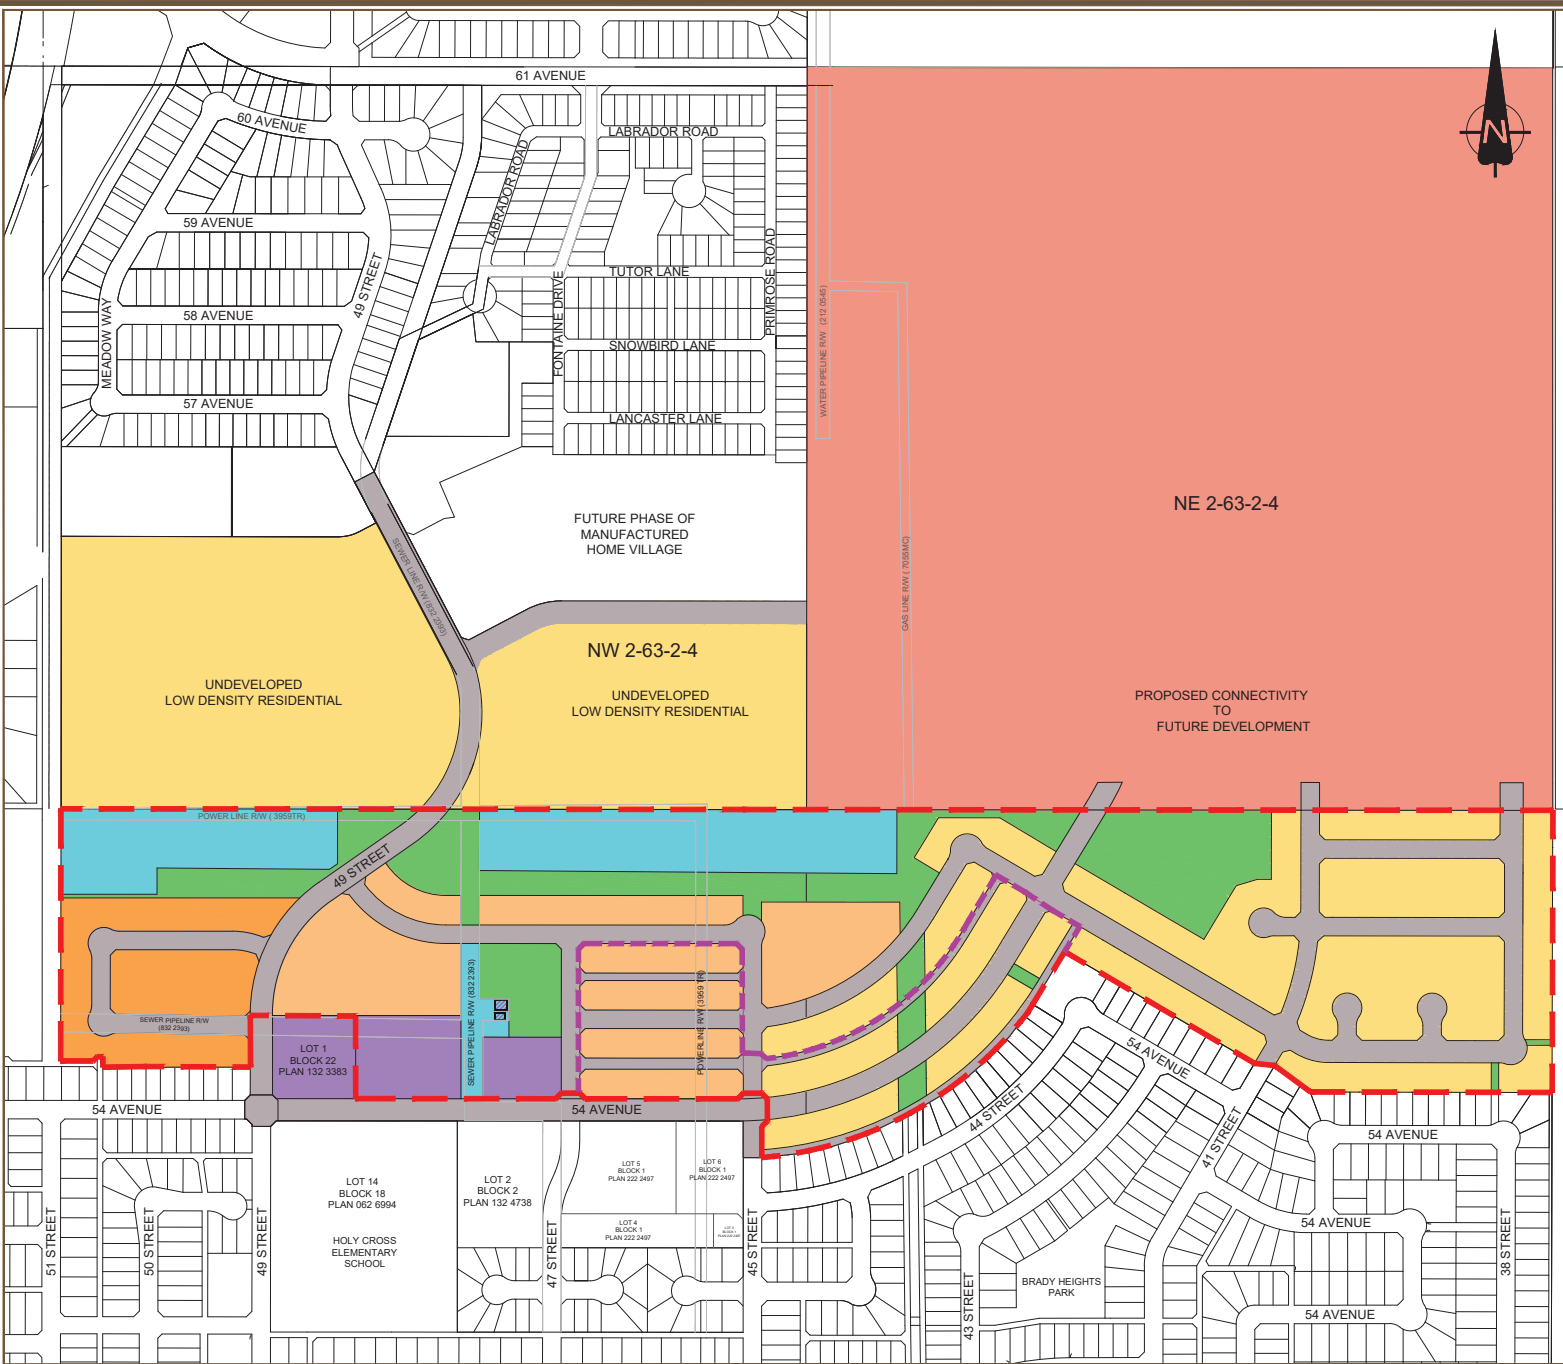 61 AVENUE
60 AVENUE
LABRADOR ROAD
LABRADOR ROAD
N
59 AVENUE
49 STREET
TUTOR LANE
PRIMROSE ROAD
FONTAINE DRIVE
MEADOW WAY
58 AVENUE
SNOWBIRD LANE
WATER PIPELINE R/W (212 0545)
57 AVENUE
LANCASTER LANE
NE 2-63-2-4
FUTURE PHASE OF
MANUFACTURED
HOME VILLAGE
SEWER LINE R/W (832 2393)
GAS LINE R/W ( 7055MC)
NW 2-63-2-4
UNDEVELOPED
LOW DENSITY RESIDENTIAL
UNDEVELOPED
LOW DENSITY RESIDENTIAL
PROPOSED CONNECTIVITY
TO
FUTURE DEVELOPMENT
POWER LINE R/W ( 3959TR)
49 STREET
SEWER PIPELINE R/W
(832 2393)
SEWER PIPELINE R/W (832 2393)
POWERLINE R/W (3959 TR)
LOT 1
BLOCK 22
PLAN 132 3383
54 AVENUE
54 AVENUE
54 AVENUE
44 STREET
41 STREET
54 AVENUE
LOT 14
BLOCK 18
PLAN 062 6994
HOLY CROSS
ELEMENTARY
SCHOOL
LOT 2
BLOCK 2
PLAN 132 4738
LOT 5
BLOCK 1
PLAN 222 2497
LOT 6
BLOCK 1
PLAN 222 2497
LOT 4
BLOCK 1
PLAN 222 2497
51 STREET
50 STREET
49 STREET
47 STREET
45 STREET
43 STREET
BRADY HEIGHTS
PARK
54 AVENUE
54 AVENUE
38 STREET